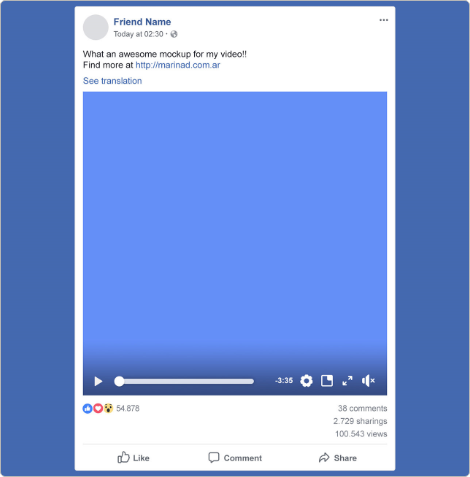 Friend Name
Today at 02:30 ·
What an awesome mockup for my video!!
Find more at http://marinad.com.ar
See translation
-3:35
54.878
38 comments
2.729 sharings
100.543 views
Like Comment Share